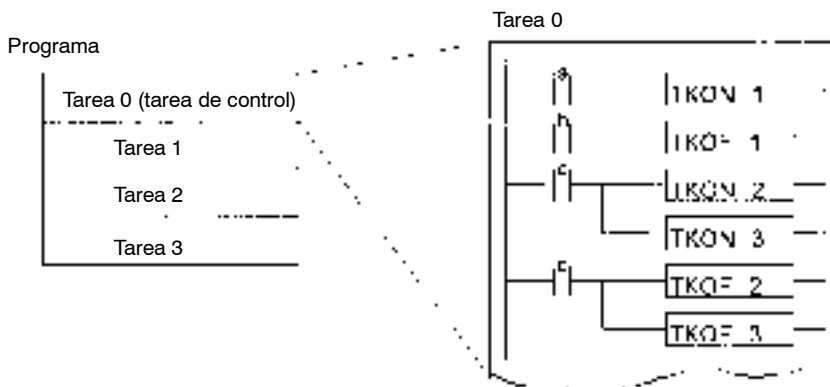 Tarea 0
Programa
Tarea 0 (tarea de control)
Tarea 1
Tarea 2
Tarea 3
a
TKON 1
b
TKOF 1
c
TKON 2
TKON 3
TKOF 2
TKOF 3